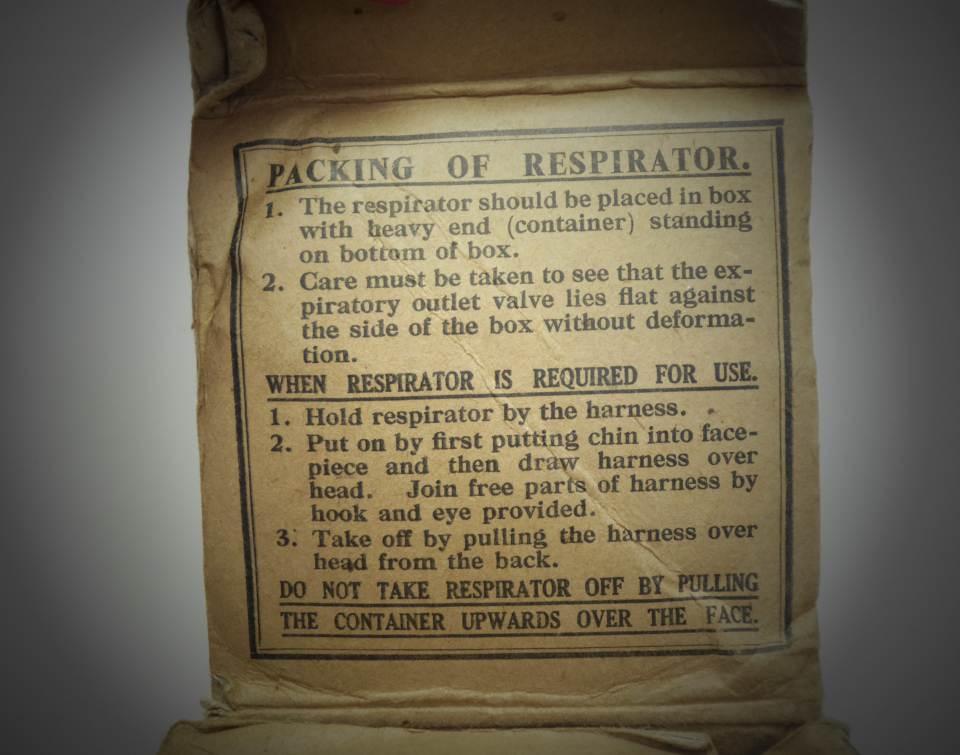 PACKING OF RESPIRATOR.
1. The respirator should be placed in box
with heavy end (container) standing
on bottom of box.
2. Care must be taken to see that the ex-
piratory outlet valve lies flat against
the side of the box without deforma-
tion.
WHEN RESPIRATOR IS REQUIRED FOR USE.
1. Hold respirator by the harness.
2. Put on by first putting chin into face-
piece and then draw harness over
head. Join free parts of harness by
hook and eye provided.
3. Take off by pulling the harness over
head from the back.
DO NOT TAKE RESPIRATOR OFF BY PULLING
THE CONTAINER UPWARDS OVER THE FACE.